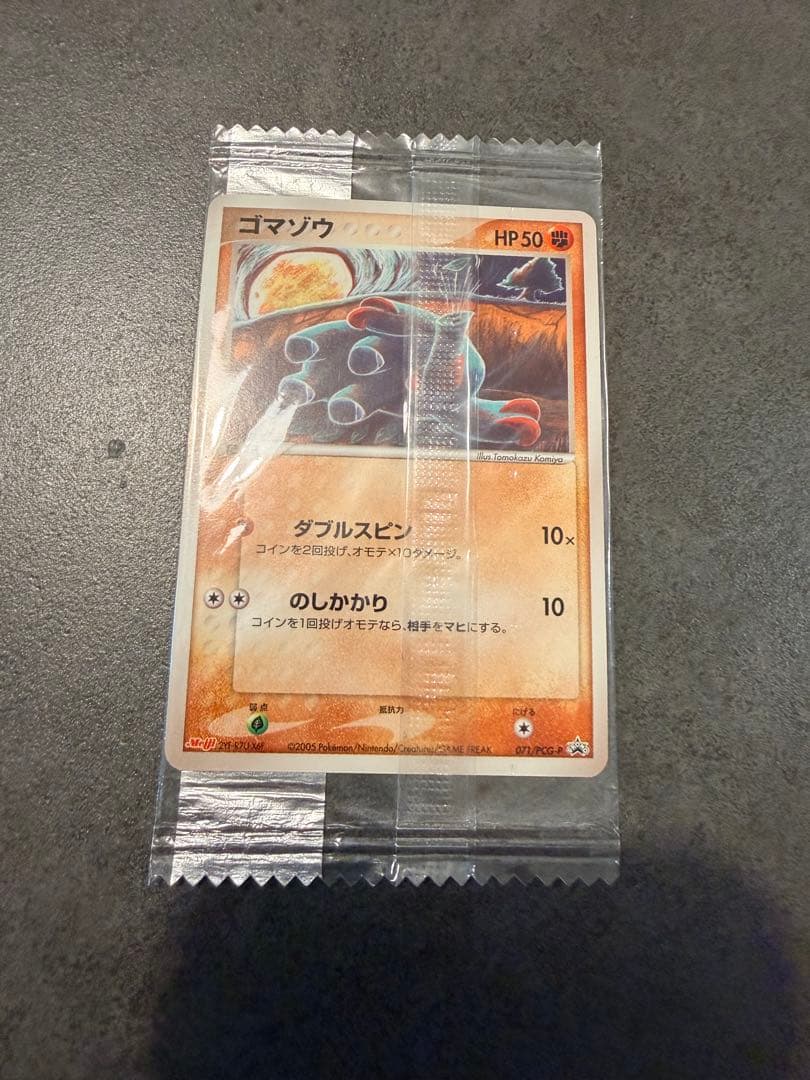 ゴマゾウ
HP50
Illus.Tomokazu Komiya
ダブルスピン 10×
コインを2回投げ、オモテ×10ダメージ。
のしかかり 10
コインを1回投げオモテなら、相手をマヒにする。
弱点 抵抗力 にげる
Meiji ©2005 Pokémon/Nintendo/Creatures/GAME FREAK 071/PCG-P